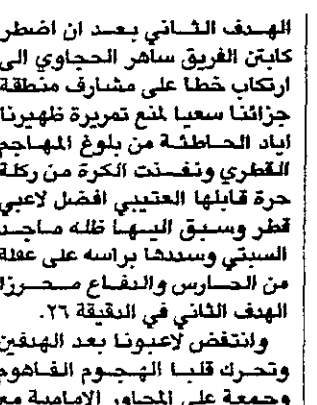 الهدف الثاني بعد ان اضطر
كابتن الفريق ساهر الحجاوي الى
ارتكاب خطا على مشارف منطقة
جزائنا سعيا لمنع تمريرة ظهيرنا
اياد الخاطئة من بلوغ المهاجم
القطري ونفذت الكرة من ركلة
حرة قابلها العتيبي افضل لاعبي
قطر وسبق اليها ظله ماجد
السبتي وسددها براسه على غفلة
من الحارس والدفاع محرزا
الهدف الثاني في الدقيقة ٢٦.
وانتفض لاعبونا بعد الهدفين
وتحرك قلبا الهجوم الفاهوم
وجمعة على المحاور الامامية مع